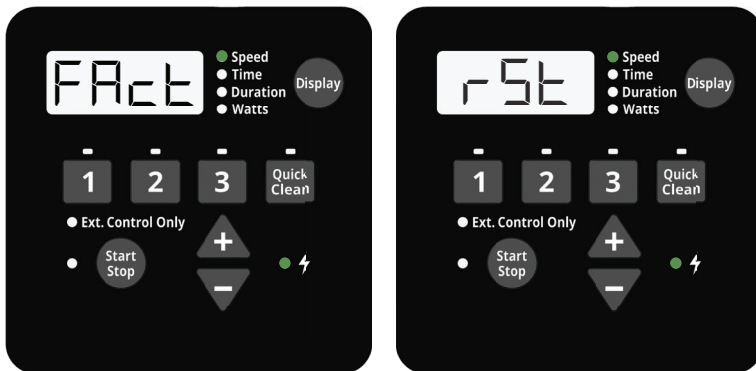 FAct
Speed
Time
Duration
Watts
Display
1 2 3 Quick Clean
Ext. Control Only
Start
Stop
+
−
rSt
Speed
Time
Duration
Watts
Display
1 2 3 Quick Clean
Ext. Control Only
Start
Stop
+
−